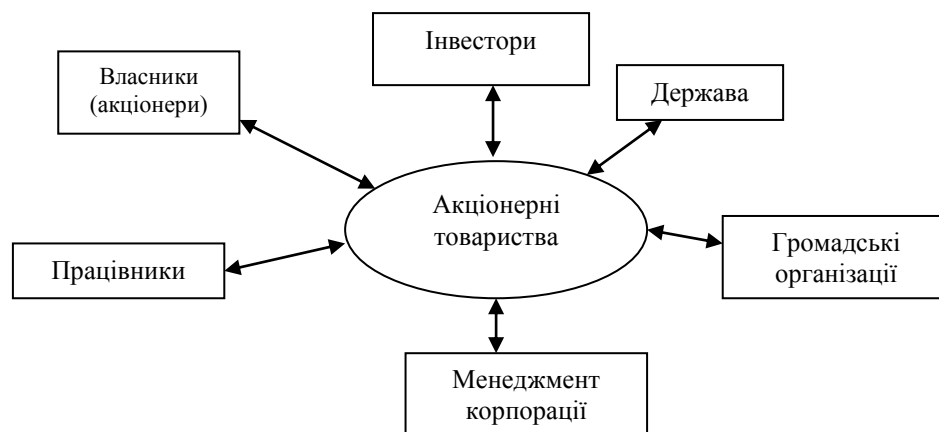 Інвестори
Власники
(акціонери)
Держава
Акціонерні
товариства
Працівники
Громадські
організації
Менеджмент
корпорації